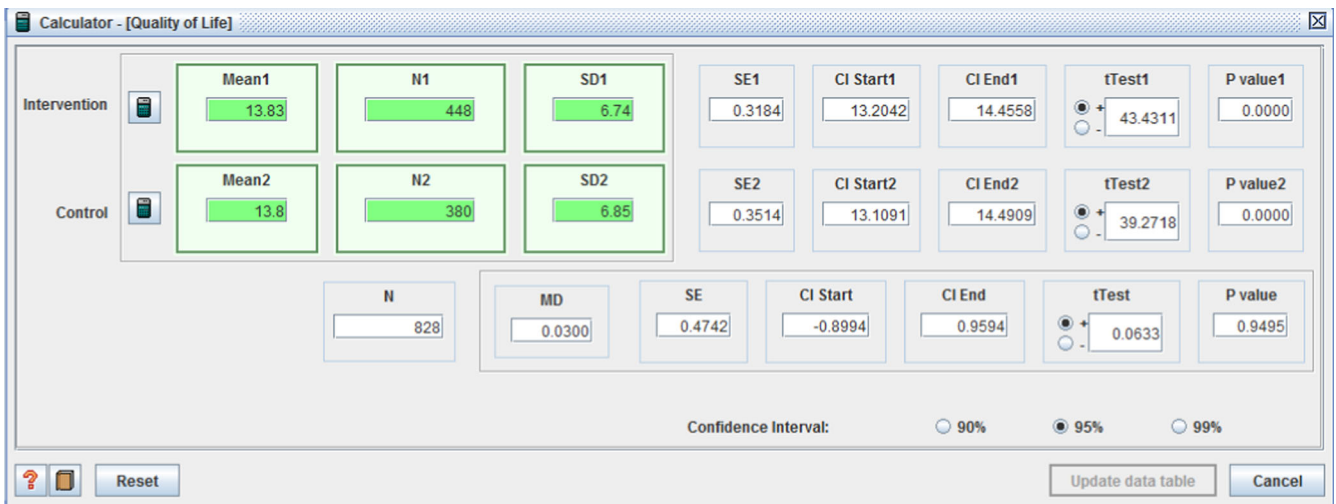 Calculator - [Quality of Life]
Mean1 N1 SD1 SE1 CI Start1 CI End1 tTest1 P value1
Intervention 13.83 448 6.74 0.3184 13.2042 14.4558 + - 43.4311 0.0000
Mean2 N2 SD2 SE2 CI Start2 CI End2 tTest2 P value2
Control 13.8 380 6.85 0.3514 13.1091 14.4909 + - 39.2718 0.0000
N MD SE CI Start CI End tTest P value
828 0.0300 0.4742 -0.8994 0.9594 + - 0.0633 0.9495
Confidence Interval: 90% 95% 99%
? Reset Update data table Cancel